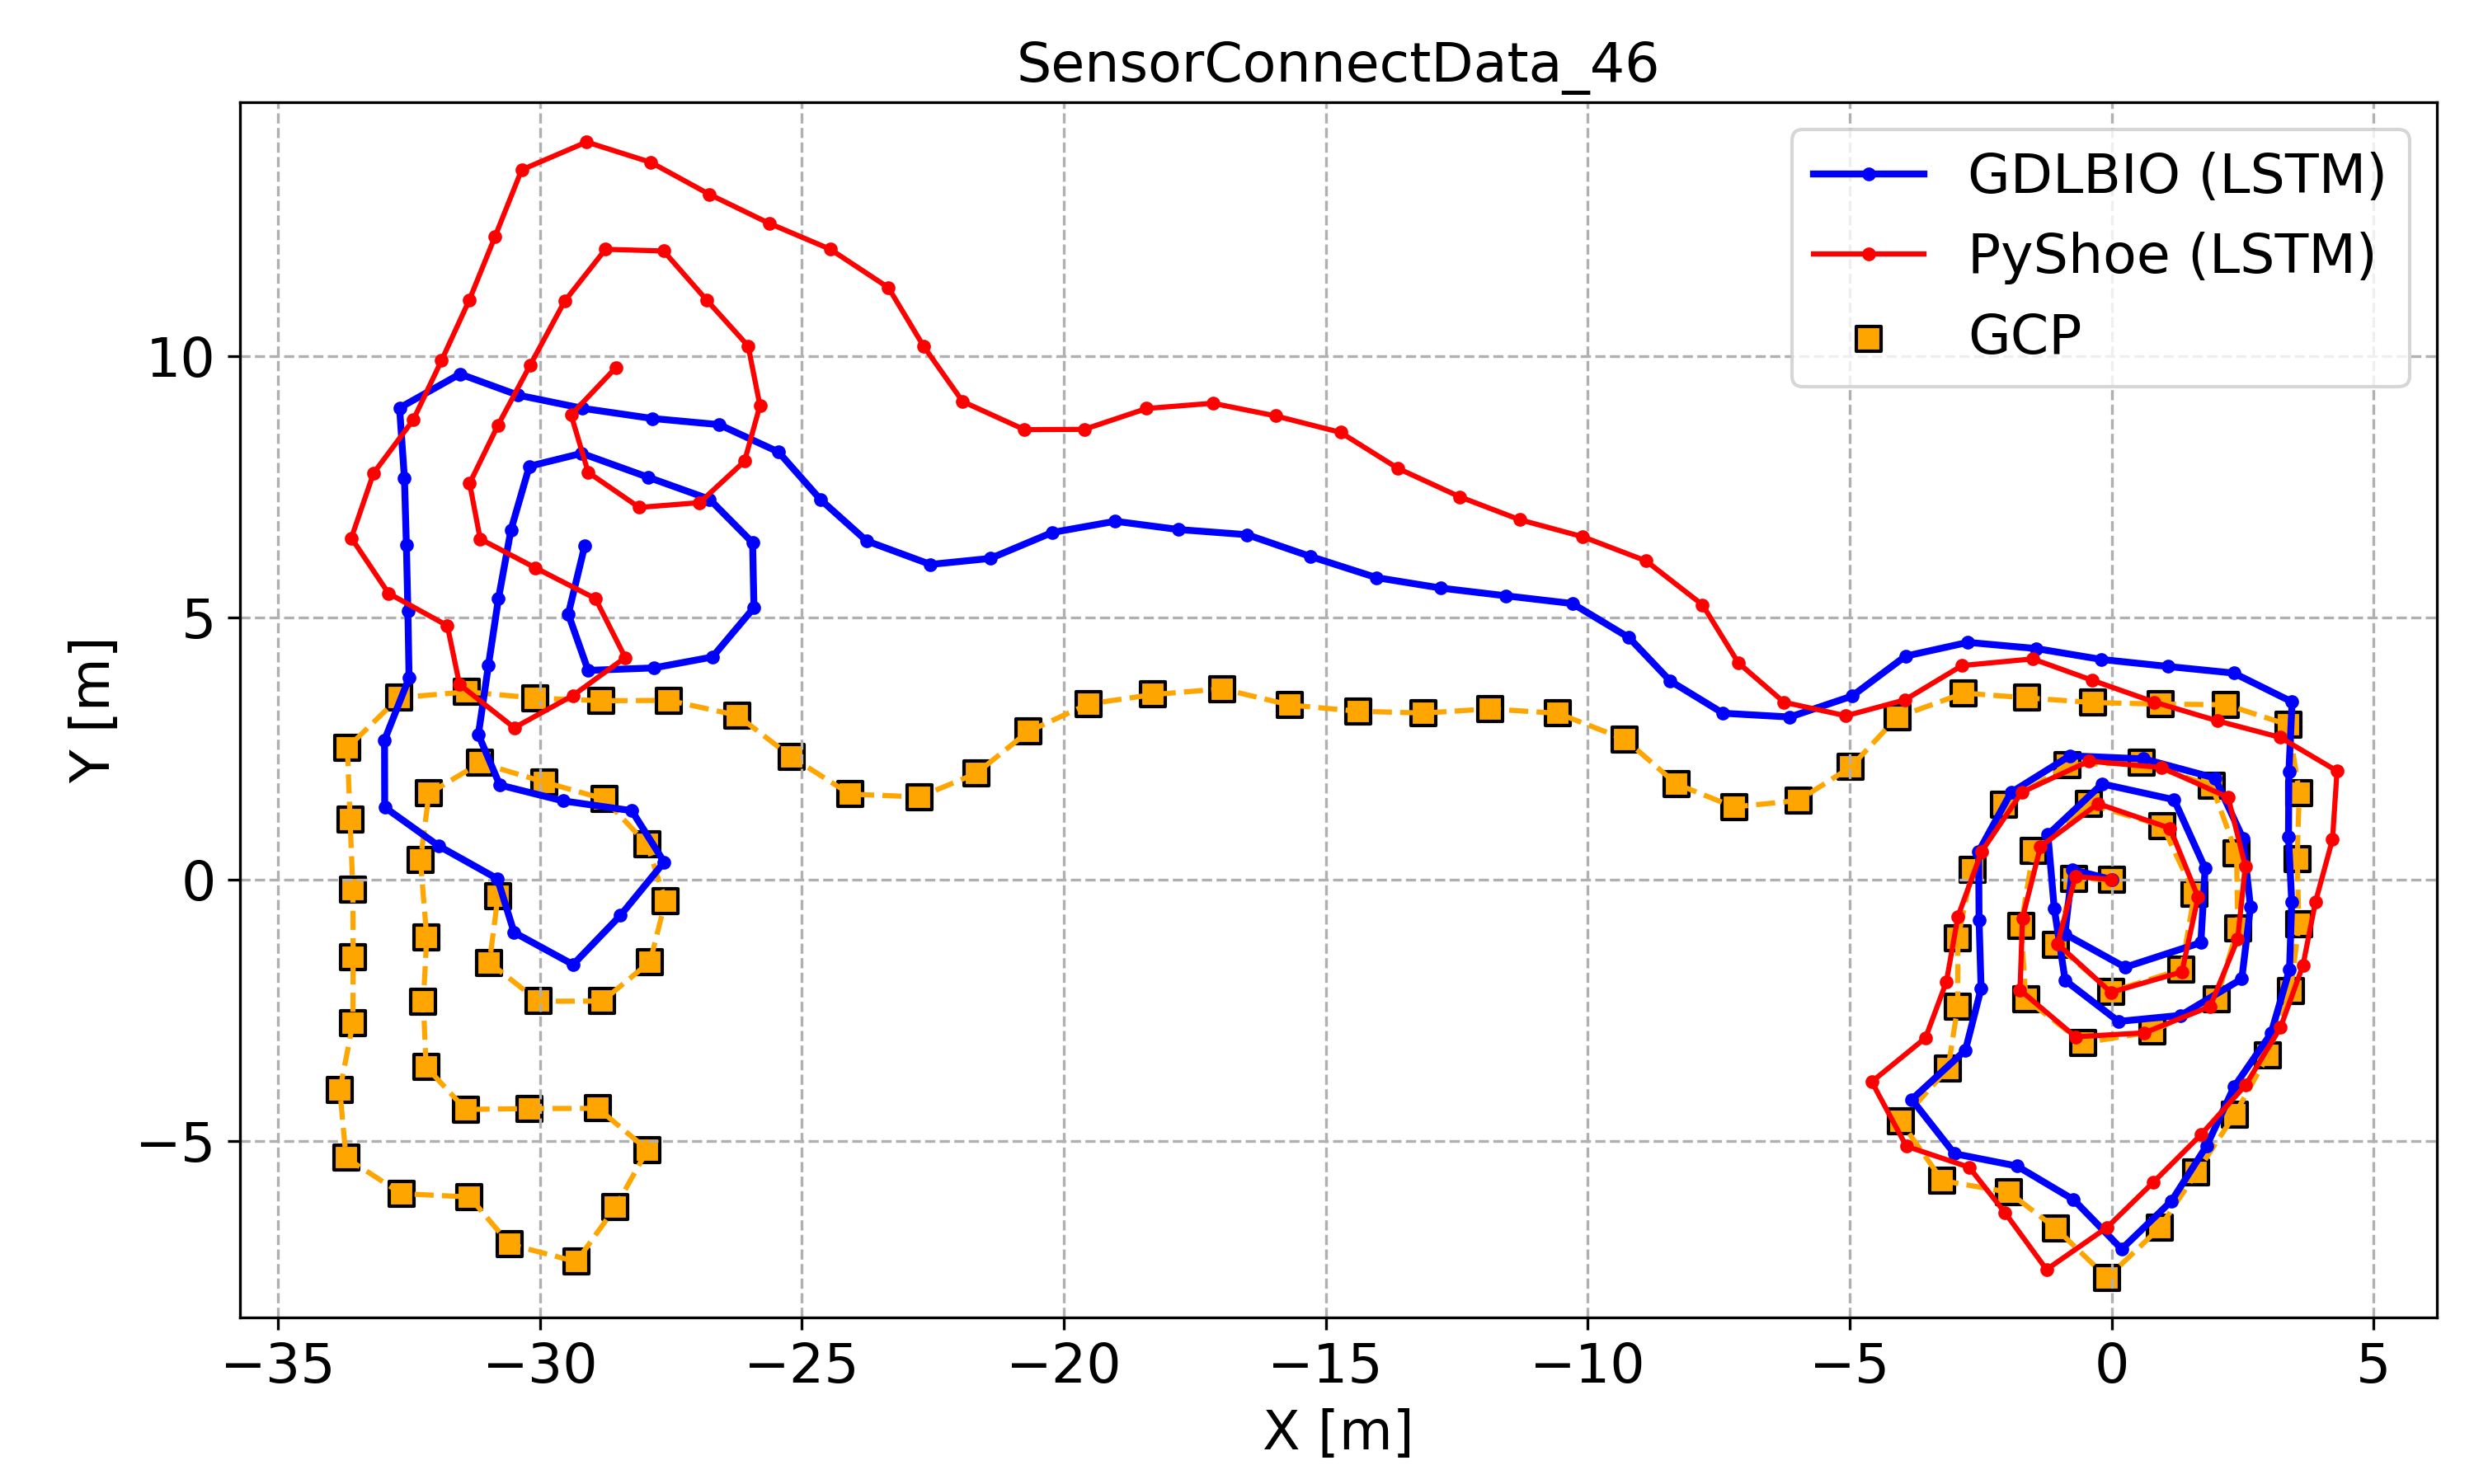 SensorConnectData_46
GDLBIO (LSTM)
PyShoe (LSTM)
GCP
Y [m]
10
5
0
−5
−35 −30 −25 −20 −15 −10 −5 0 5
X [m]